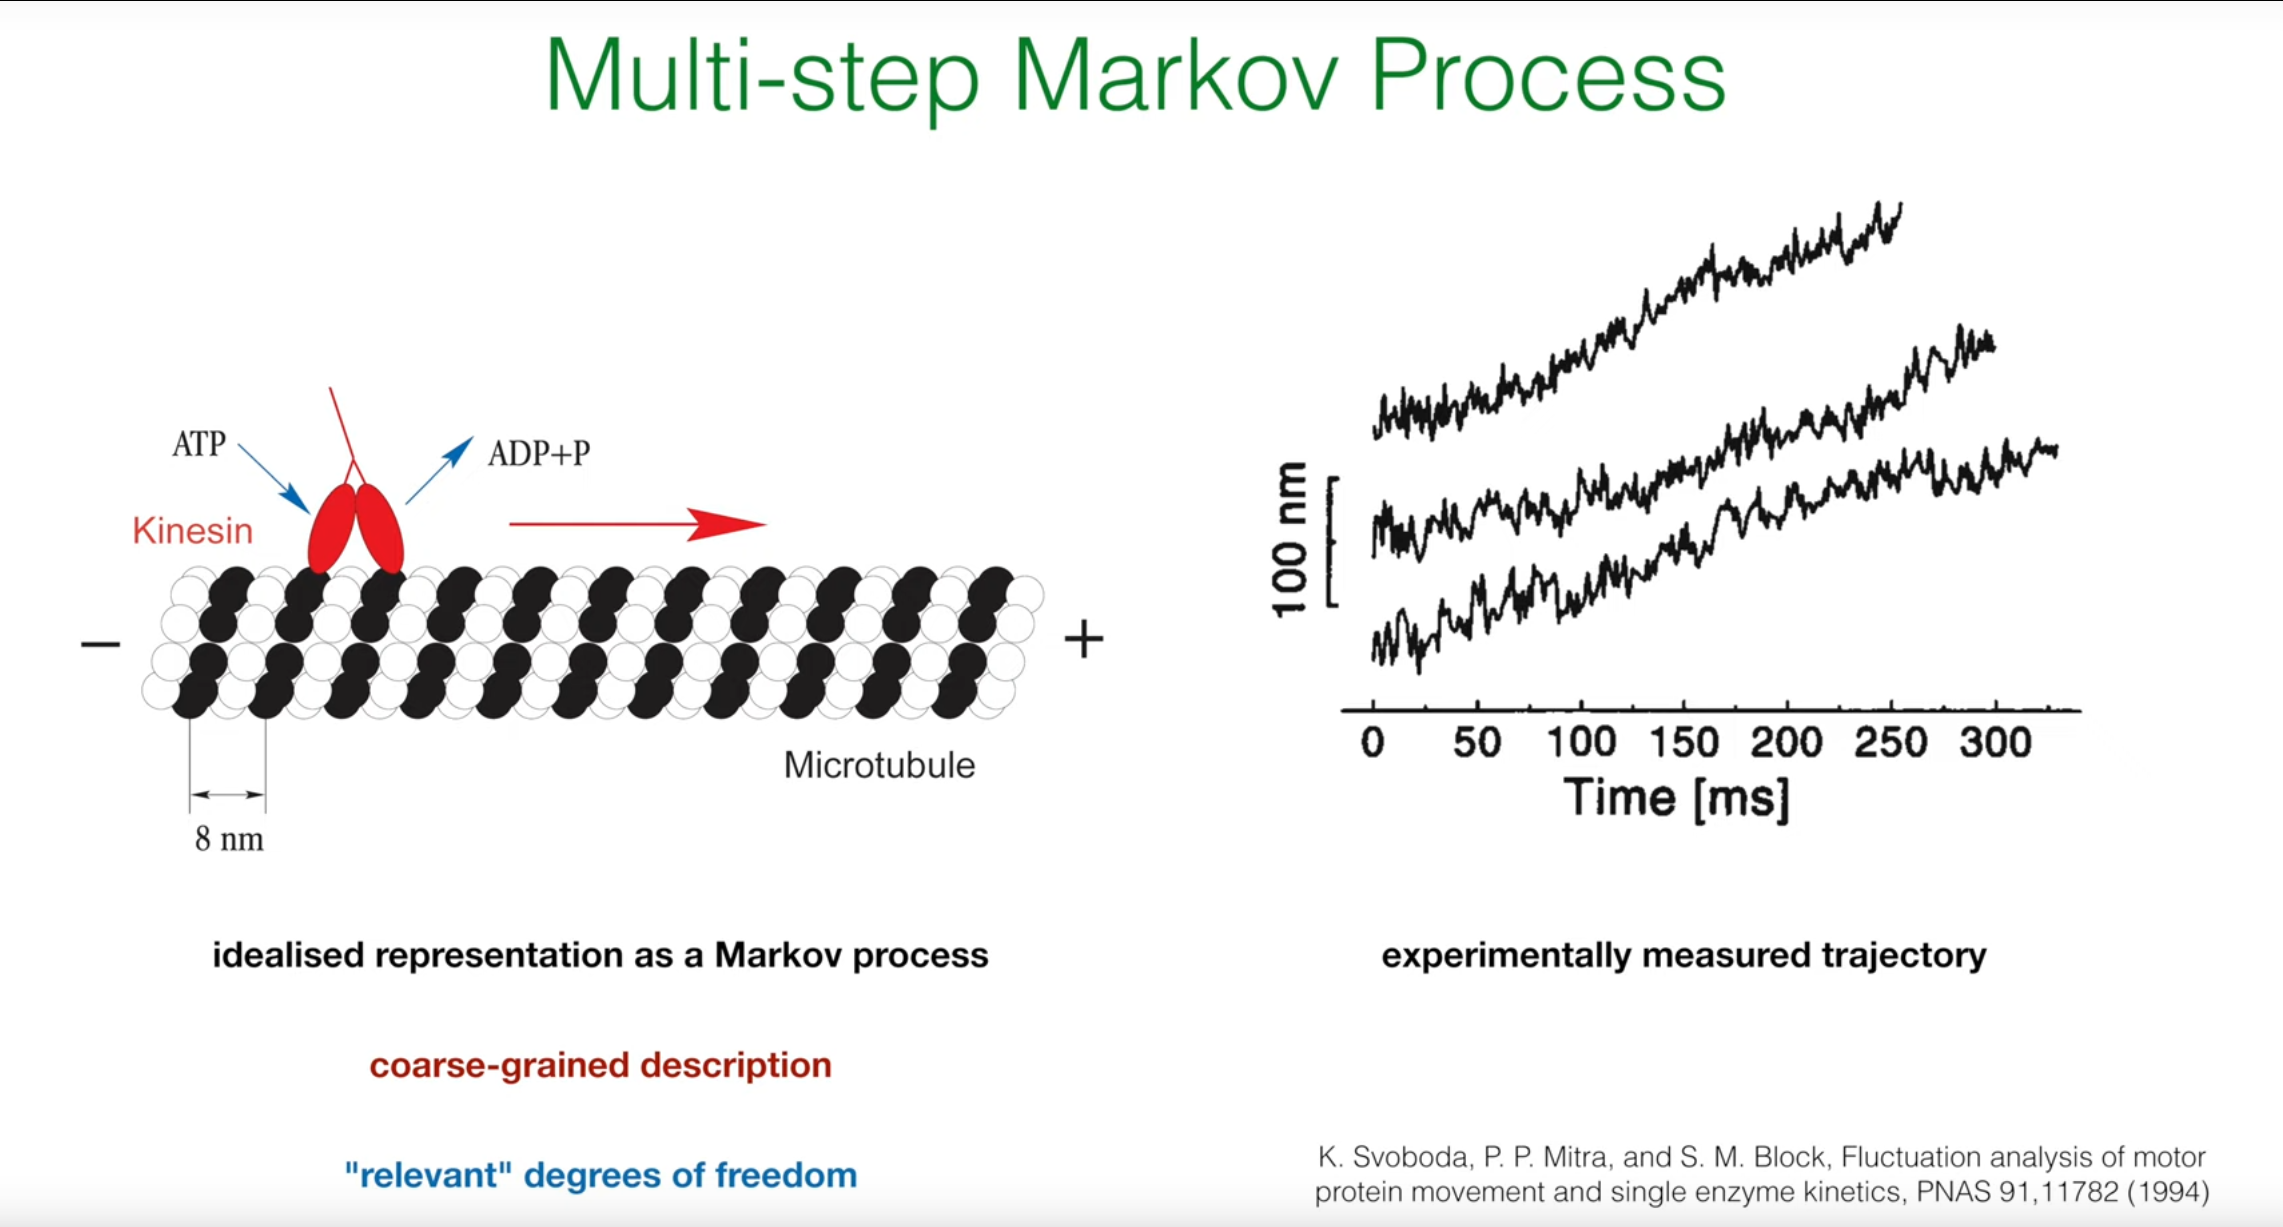 Multi-step Markov Process
ATP
ADP+P
Kinesin
−
+
Microtubule
8 nm
100 nm
0 50 100 150 200 250 300
Time [ms]
idealised representation as a Markov process
experimentally measured trajectory
coarse-grained description
"relevant" degrees of freedom
K. Svoboda, P. P. Mitra, and S. M. Block, Fluctuation analysis of motor
protein movement and single enzyme kinetics, PNAS 91,11782 (1994)